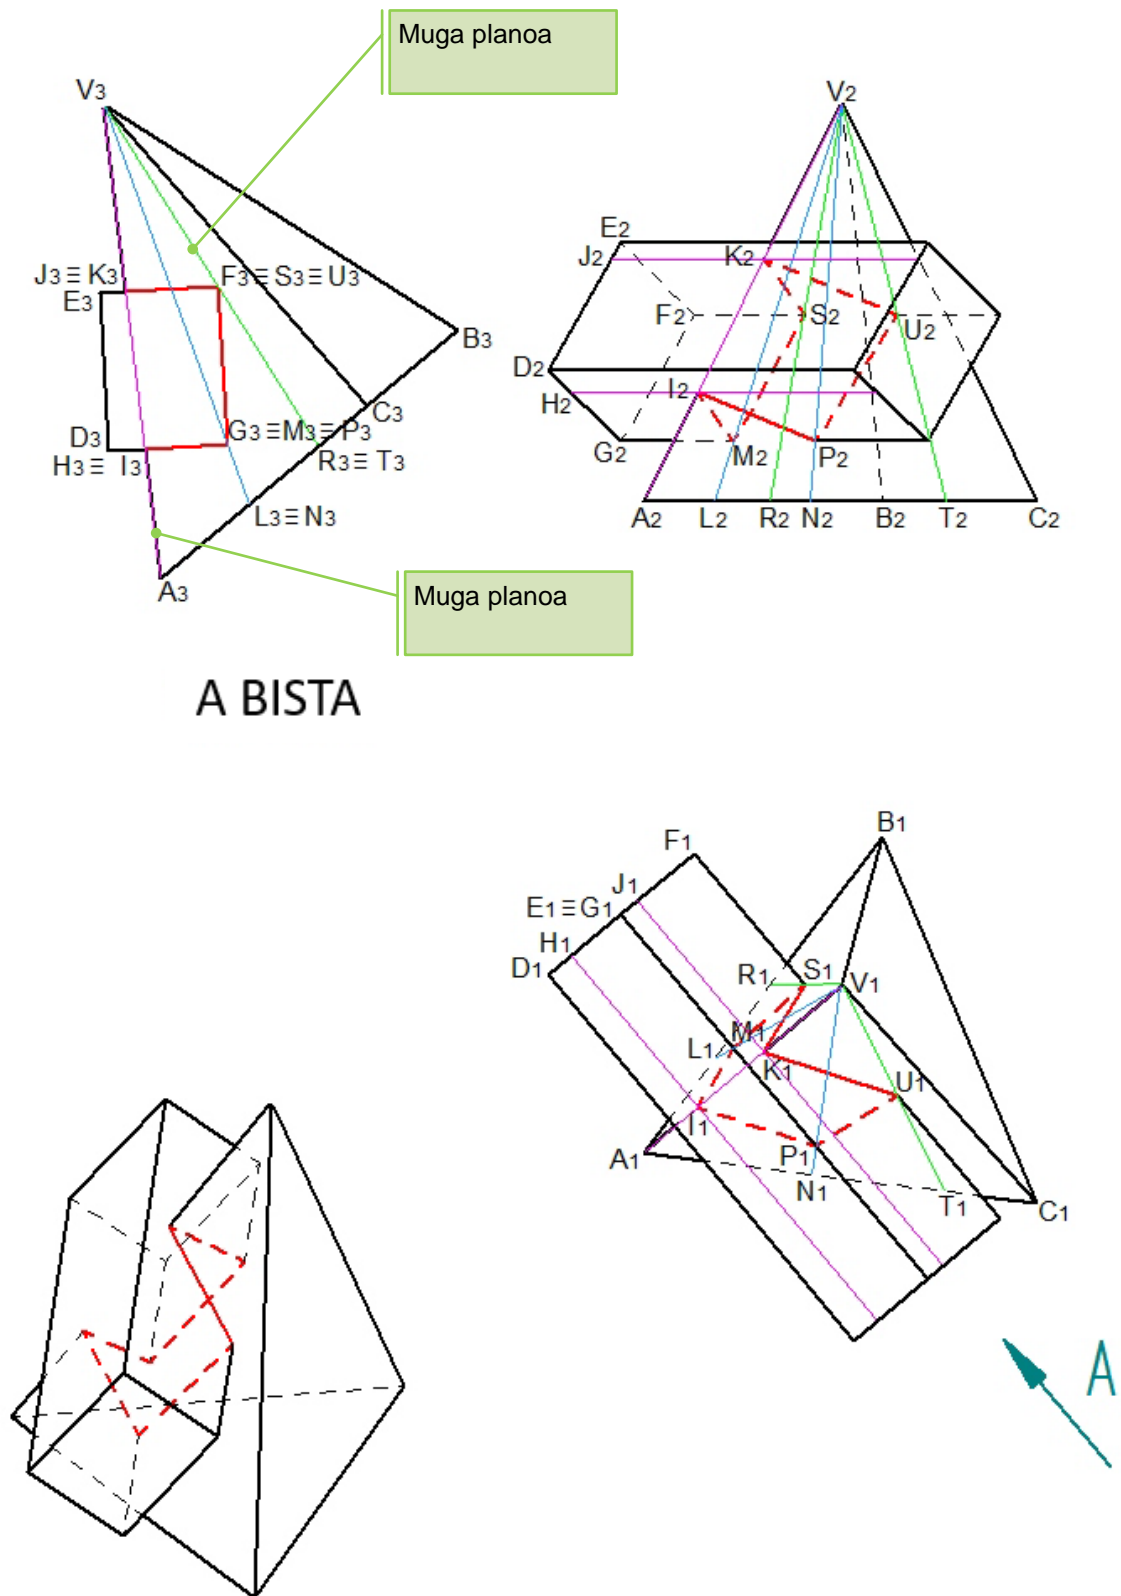 Muga planoa
V3
V2
J3 ≡ K3
F3 ≡ S3 ≡ U3
E3
B3
C3
D3
G3 ≡ M3 ≡ P3
H3 ≡ I3
R3 ≡ T3
L3 ≡ N3
A3
Muga planoa
E2
J2
K2
F2
S2
U2
D2
I2
H2
G2
M2
P2
A2
L2
R2
N2
B2
T2
C2
A BISTA
B1
F1
J1
E1 ≡ G1
H1
D1
R1
S1
V1
M1
L1
K1
U1
I1
A1
P1
N1
T1
C1
A